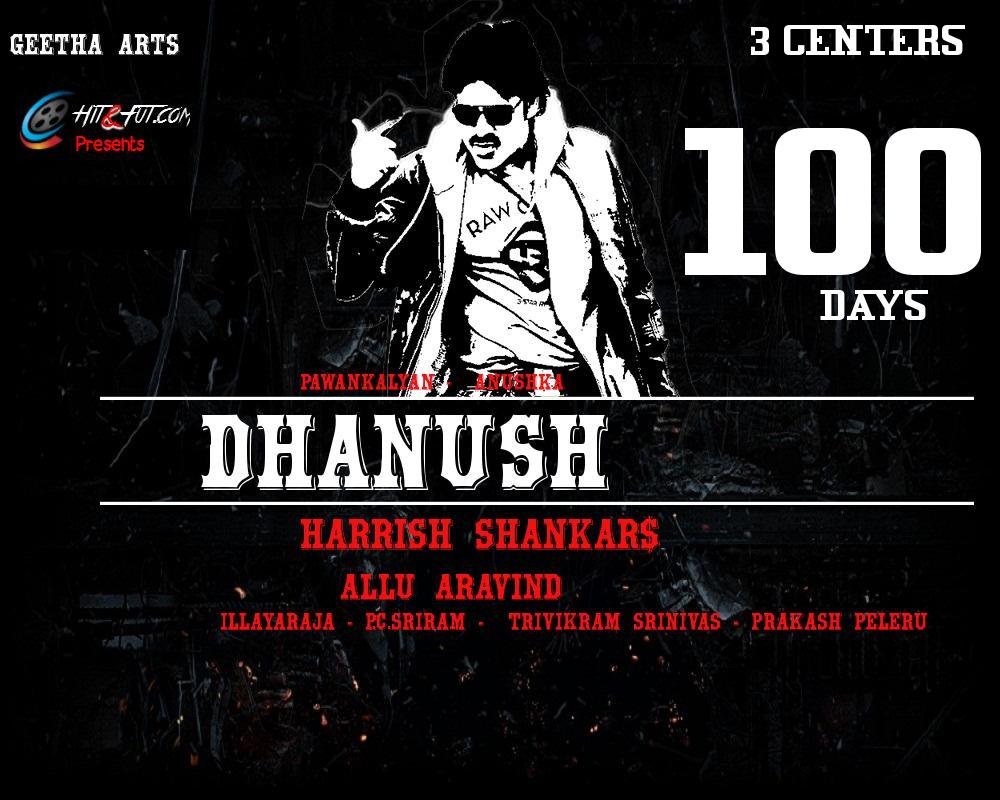 GEETHA ARTS
3 CENTERS
HIT&FUT.COM
Presents
100
DAYS
RAW
PAWANKALYAN - ANUSHKA
DHANUSH
HARRISH SHANKAR$
ALLU ARAVIND
ILLAYARAJA - PC.SRIRAM - TRIVIKRAM SRINIVAS - PRAKASH PELERU